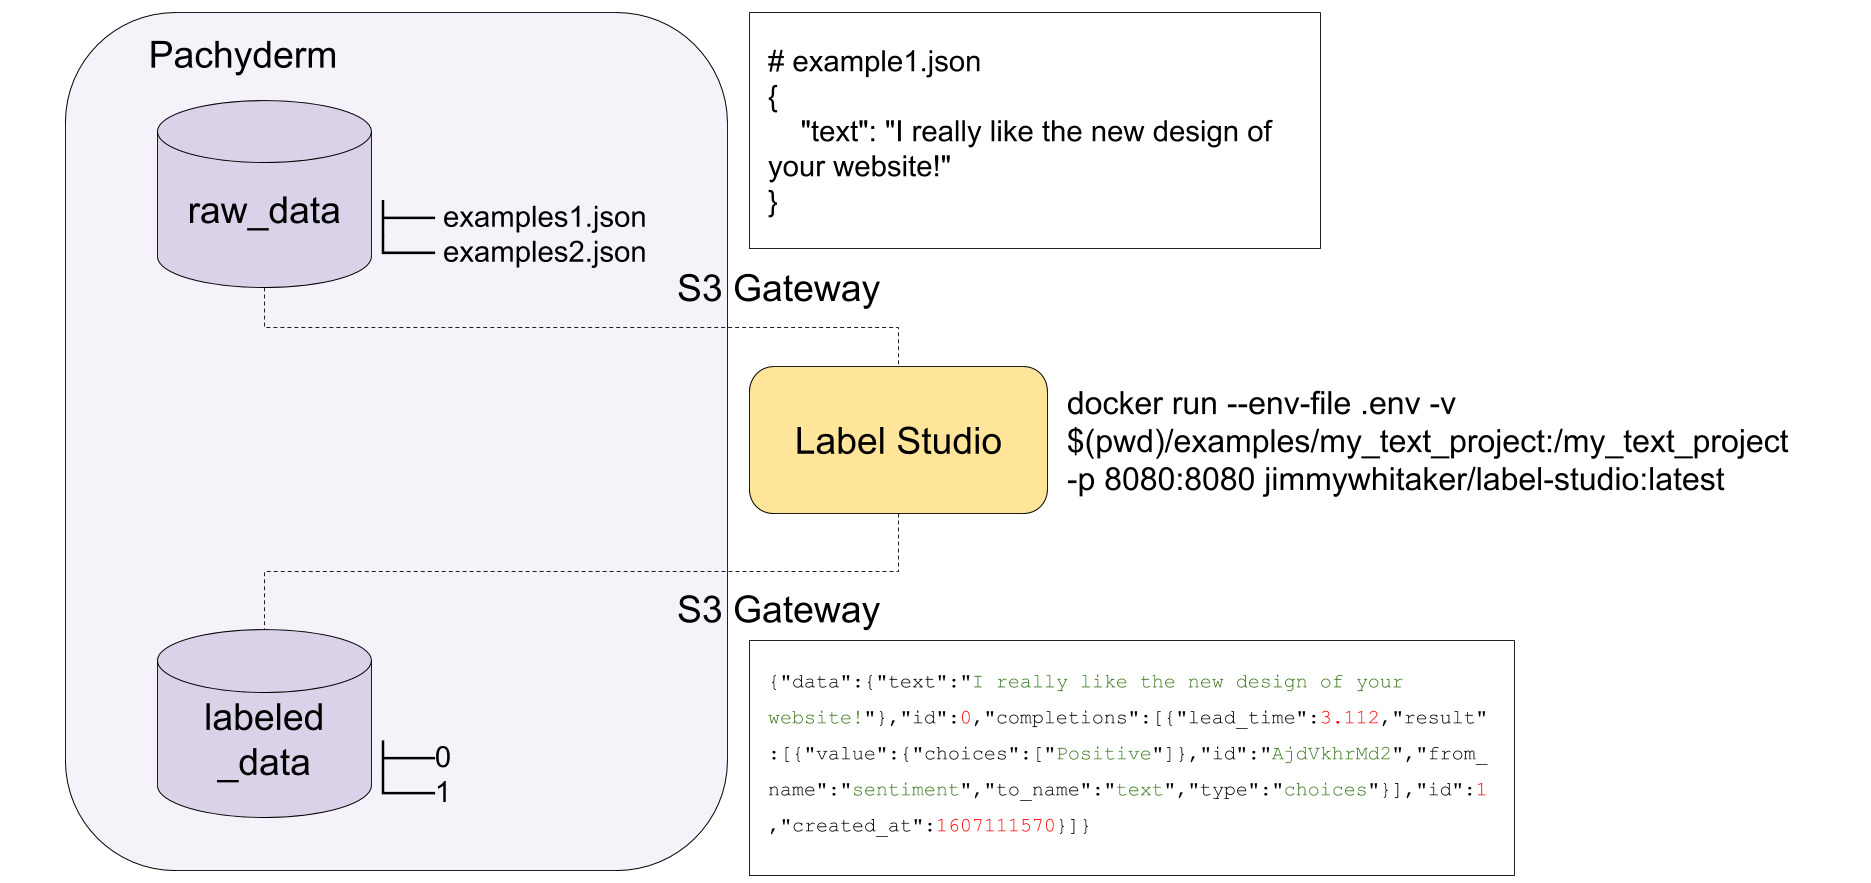 Pachyderm
raw_data
examples1.json
examples2.json
# example1.json
{
"text": "I really like the new design of
your website!"
}
S3 Gateway
Label Studio
docker run --env-file .env -v
$(pwd)/examples/my_text_project:/my_text_project
-p 8080:8080 jimmywhitaker/label-studio:latest
S3 Gateway
labeled
_data
0
1
{"data":{"text":"I really like the new design of your
website!"},"id":0,"completions":[{"lead_time":3.112,"result"
:[{"value":{"choices":["Positive"]},"id":"AjdVkhrMd2","from_
name":"sentiment","to_name":"text","type":"choices"}],"id":1
,"created_at":1607111570}]}